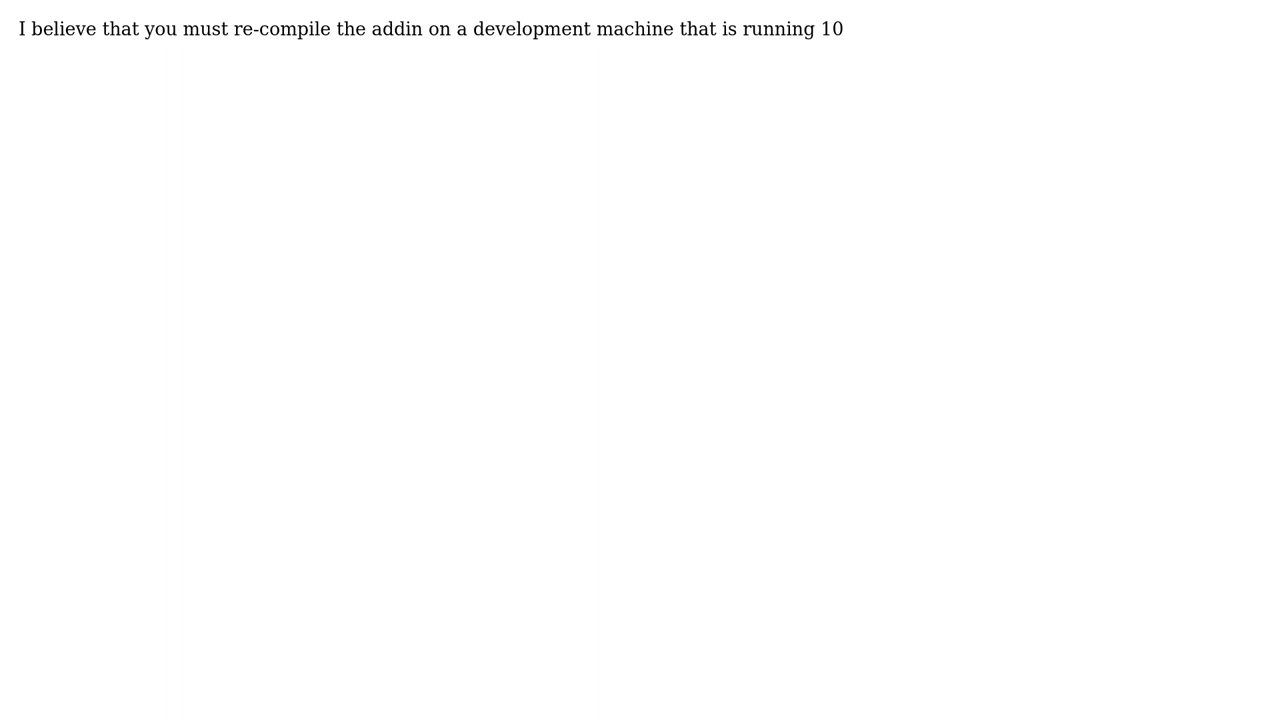 I believe that you must re-compile the addin on a development machine that is running 10